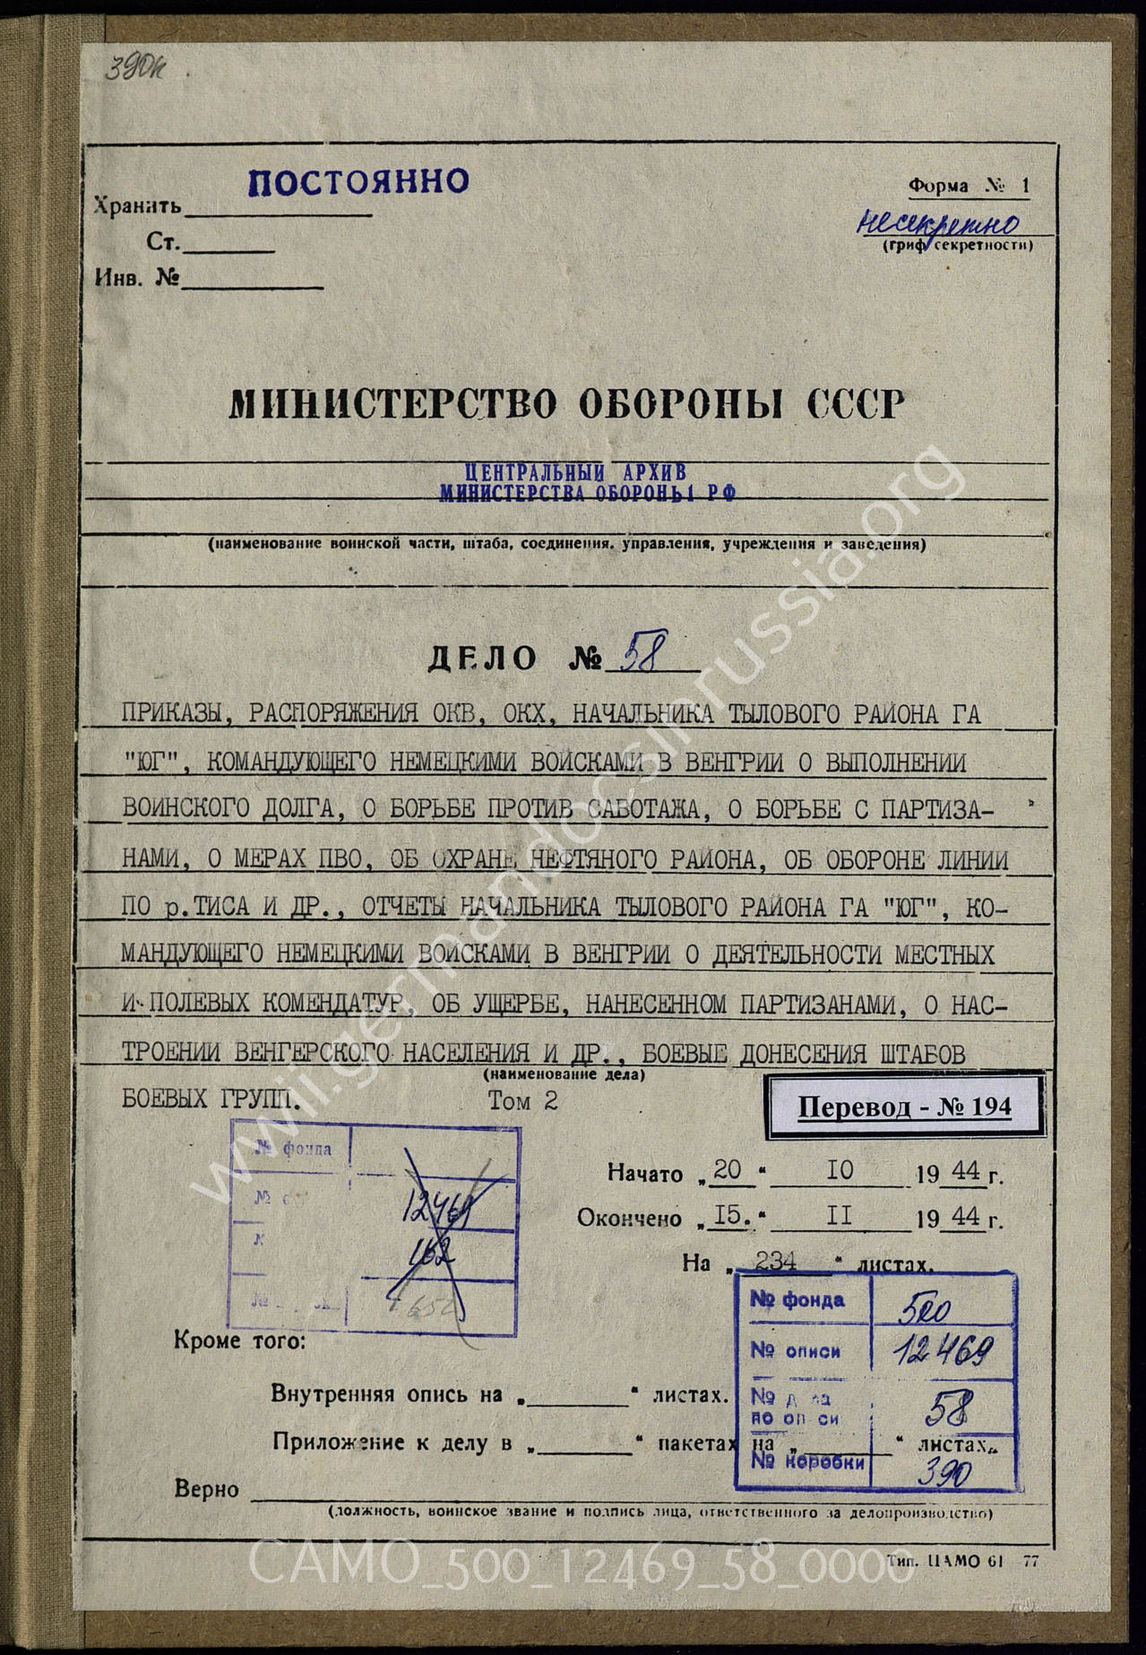 390к.
ПОСТОЯННО
Хранить
Форма № 1
несекретно
(гриф секретности)
Ст.
Инв. №
МИНИСТЕРСТВО ОБОРОНЫ СССР
ЦЕНТРАЛЬНЫЙ АРХИВ
МИНИСТЕРСТВА ОБОРОНЫ РФ
(наименование воинской части, штаба, соединения, управления, учреждения и заведения)
ДЕЛО № 58
ПРИКАЗЫ, РАСПОРЯЖЕНИЯ ОКВ, ОКХ, НАЧАЛЬНИКА ТЫЛОВОГО РАЙОНА ГА
"ЮГ", КОМАНДУЮЩЕГО НЕМЕЦКИМИ ВОЙСКАМИ В ВЕНГРИИ О ВЫПОЛНЕНИИ
ВОИНСКОГО ДОЛГА, О БОРЬБЕ ПРОТИВ САБОТАЖА, О БОРЬБЕ С ПАРТИЗА-
НАМИ, О МЕРАХ ПВО, ОБ ОХРАНЕ НЕФТЯНОГО РАЙОНА, ОБ ОБОРОНЕ ЛИНИИ
ПО р.ТИСА И ДР., ОТЧЕТЫ НАЧАЛЬНИКА ТЫЛОВОГО РАЙОНА ГА "ЮГ", КО-
МАНДУЮЩЕГО НЕМЕЦКИМИ ВОЙСКАМИ В ВЕНГРИИ О ДЕЯТЕЛЬНОСТИ МЕСТНЫХ
И ПОЛЕВЫХ КОМЕНДАТУР, ОБ УЩЕРБЕ, НАНЕСЕННОМ ПАРТИЗАНАМИ, О НАС-
ТРОЕНИИ ВЕНГЕРСКОГО НАСЕЛЕНИЯ И ДР., БОЕВЫЕ ДОНЕСЕНИЯ ШТАБОВ
(наименование дела)
БОЕВЫХ ГРУПП. Том 2
Перевод - № 194
№ фонда
12469
162
Начато „20" 10 1944 г.
Окончено „15." 11 1944 г.
На „234" листах.
№ фонда 500
№ описи 12469
№ дела по описи 58
№ коробки 390
Кроме того:
Внутренняя опись на „ " листах.
Приложение к делу в „ " пакетах на „ " листах.
Верно
(должность, воинское звание и подпись лица, ответственного за делопроизводство)
Тип. ЦАМО 61 77
wwii.germandocsinrussia.org
CAMO_500_12469_58_0000